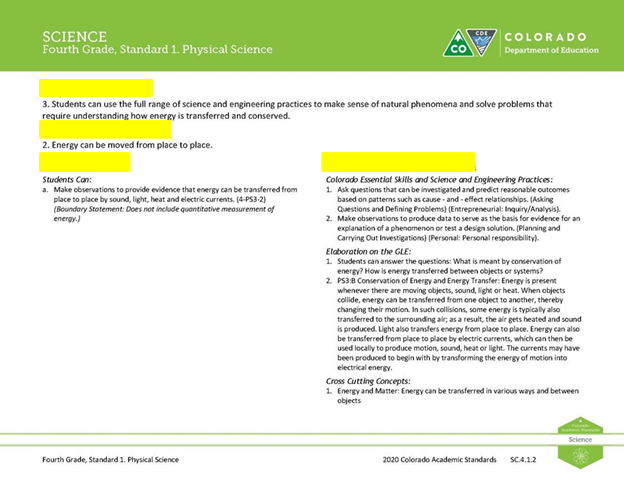 SCIENCE
Fourth Grade, Standard 1. Physical Science
CO
CDE
COLORADO
Department of Education
3. Students can use the full range of science and engineering practices to make sense of natural phenomena and solve problems that
require understanding how energy is transferred and conserved.
2. Energy can be moved from place to place.
Students Can:
a. Make observations to provide evidence that energy can be transferred from
place to place by sound, light, heat and electric currents. (4-PS3-2)
(Boundary Statement: Does not include quantitative measurement of
energy.)
Colorado Essential Skills and Science and Engineering Practices:
1. Ask questions that can be investigated and predict reasonable outcomes
based on patterns such as cause - and - effect relationships. (Asking
Questions and Defining Problems) (Entrepreneurial: Inquiry/Analysis).
2. Make observations to produce data to serve as the basis for evidence for an
explanation of a phenomenon or test a design solution. (Planning and
Carrying Out Investigations) (Personal: Personal responsibility).
Elaboration on the GLE:
1. Students can answer the questions: What is meant by conservation of
energy? How is energy transferred between objects or systems?
2. PS3:B Conservation of Energy and Energy Transfer: Energy is present
whenever there are moving objects, sound, light or heat. When objects
collide, energy can be transferred from one object to another, thereby
changing their motion. In such collisions, some energy is typically also
transferred to the surrounding air; as a result, the air gets heated and sound
is produced. Light also transfers energy from place to place. Energy can also
be transferred from place to place by electric currents, which can then be
used locally to produce motion, sound, heat or light. The currents may have
been produced to begin with by transforming the energy of motion into
electrical energy.
Cross Cutting Concepts:
1. Energy and Matter: Energy can be transferred in various ways and between
objects
Colorado
Academic Standards
Science
Fourth Grade, Standard 1. Physical Science
2020 Colorado Academic Standards SC.4.1.2